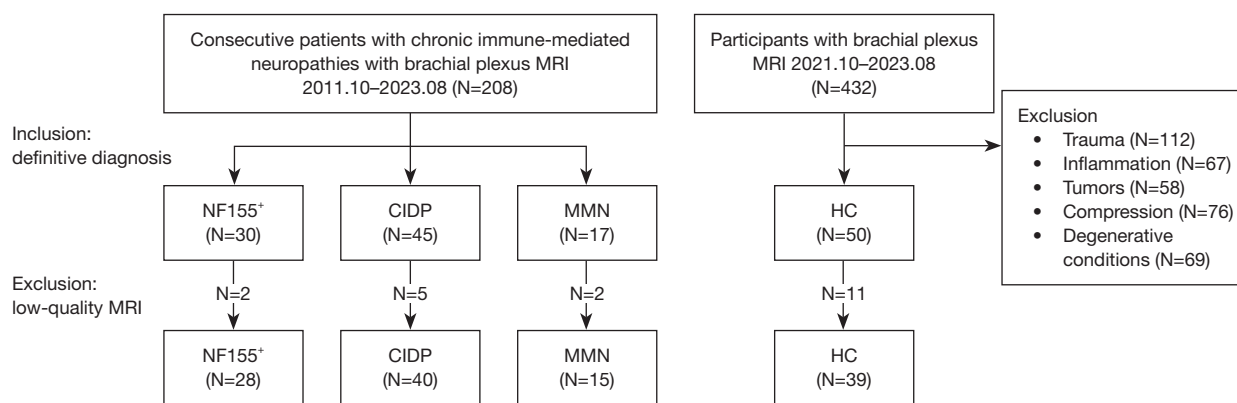 Consecutive patients with chronic immune-mediated
neuropathies with brachial plexus MRI
2011.10–2023.08 (N=208)
Participants with brachial plexus
MRI 2021.10–2023.08
(N=432)
Exclusion
• Trauma (N=112)
• Inflammation (N=67)
• Tumors (N=58)
• Compression (N=76)
• Degenerative
conditions (N=69)
Inclusion:
definitive diagnosis
NF155⁺
(N=30)
CIDP
(N=45)
MMN
(N=17)
HC
(N=50)
Exclusion:
low-quality MRI
N=2
N=5
N=2
N=11
NF155⁺
(N=28)
CIDP
(N=40)
MMN
(N=15)
HC
(N=39)